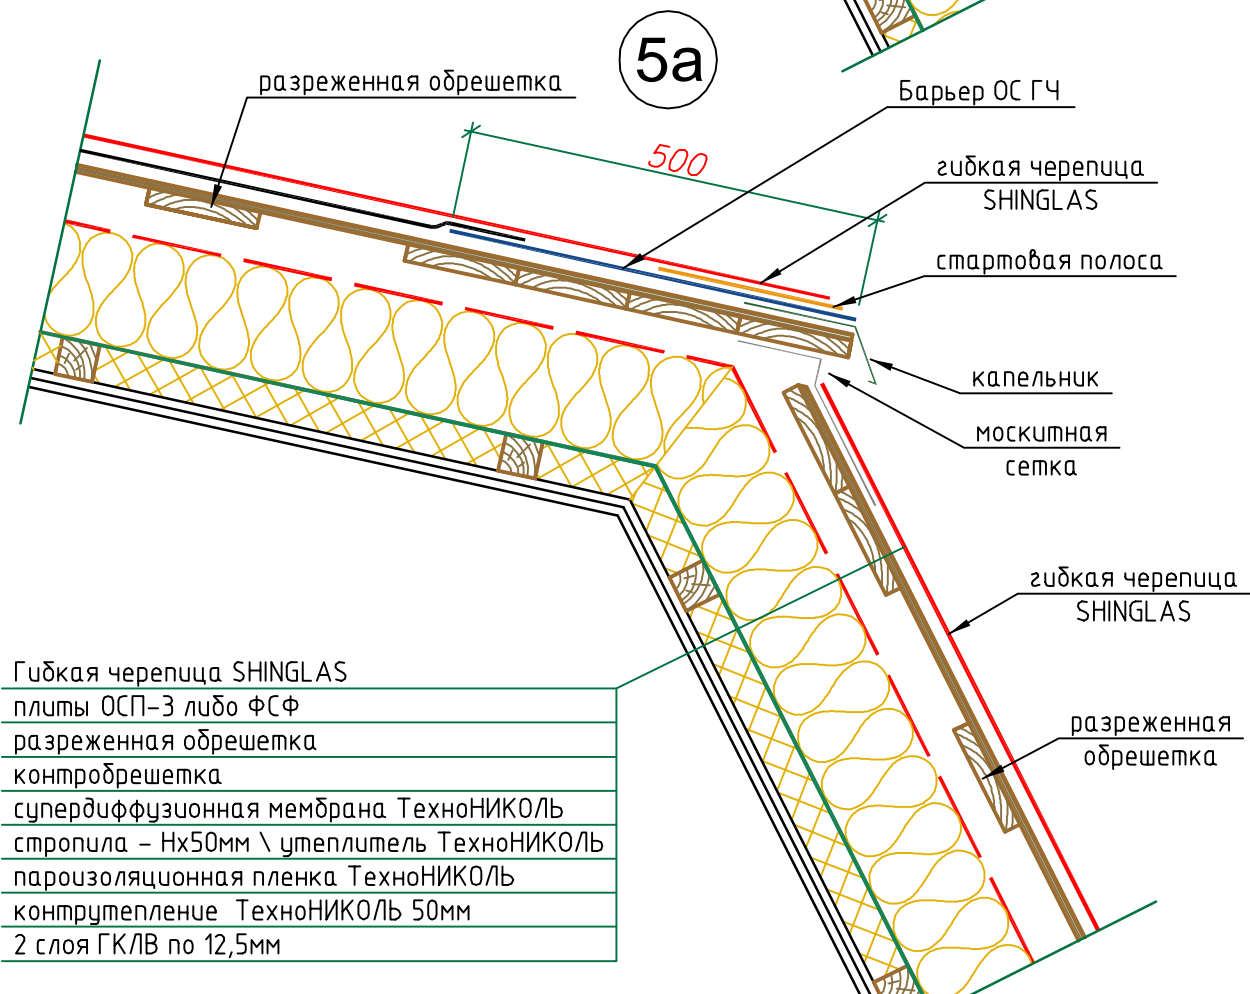 5а
разреженная обрешетка
Барьер ОС ГЧ
500
гибкая черепица
SHINGLAS
стартовая полоса
капельник
москитная
сетка
гибкая черепица
SHINGLAS
Гибкая черепица SHINGLAS
плиты ОСП-3 либо ФСФ
разреженная обрешетка
контробрешетка
супердиффузионная мембрана ТехноНИКОЛЬ
стропила - Нх50мм \ утеплитель ТехноНИКОЛЬ
пароизоляционная пленка ТехноНИКОЛЬ
контрутепление ТехноНИКОЛЬ 50мм
2 слоя ГКЛВ по 12,5мм
разреженная
обрешетка